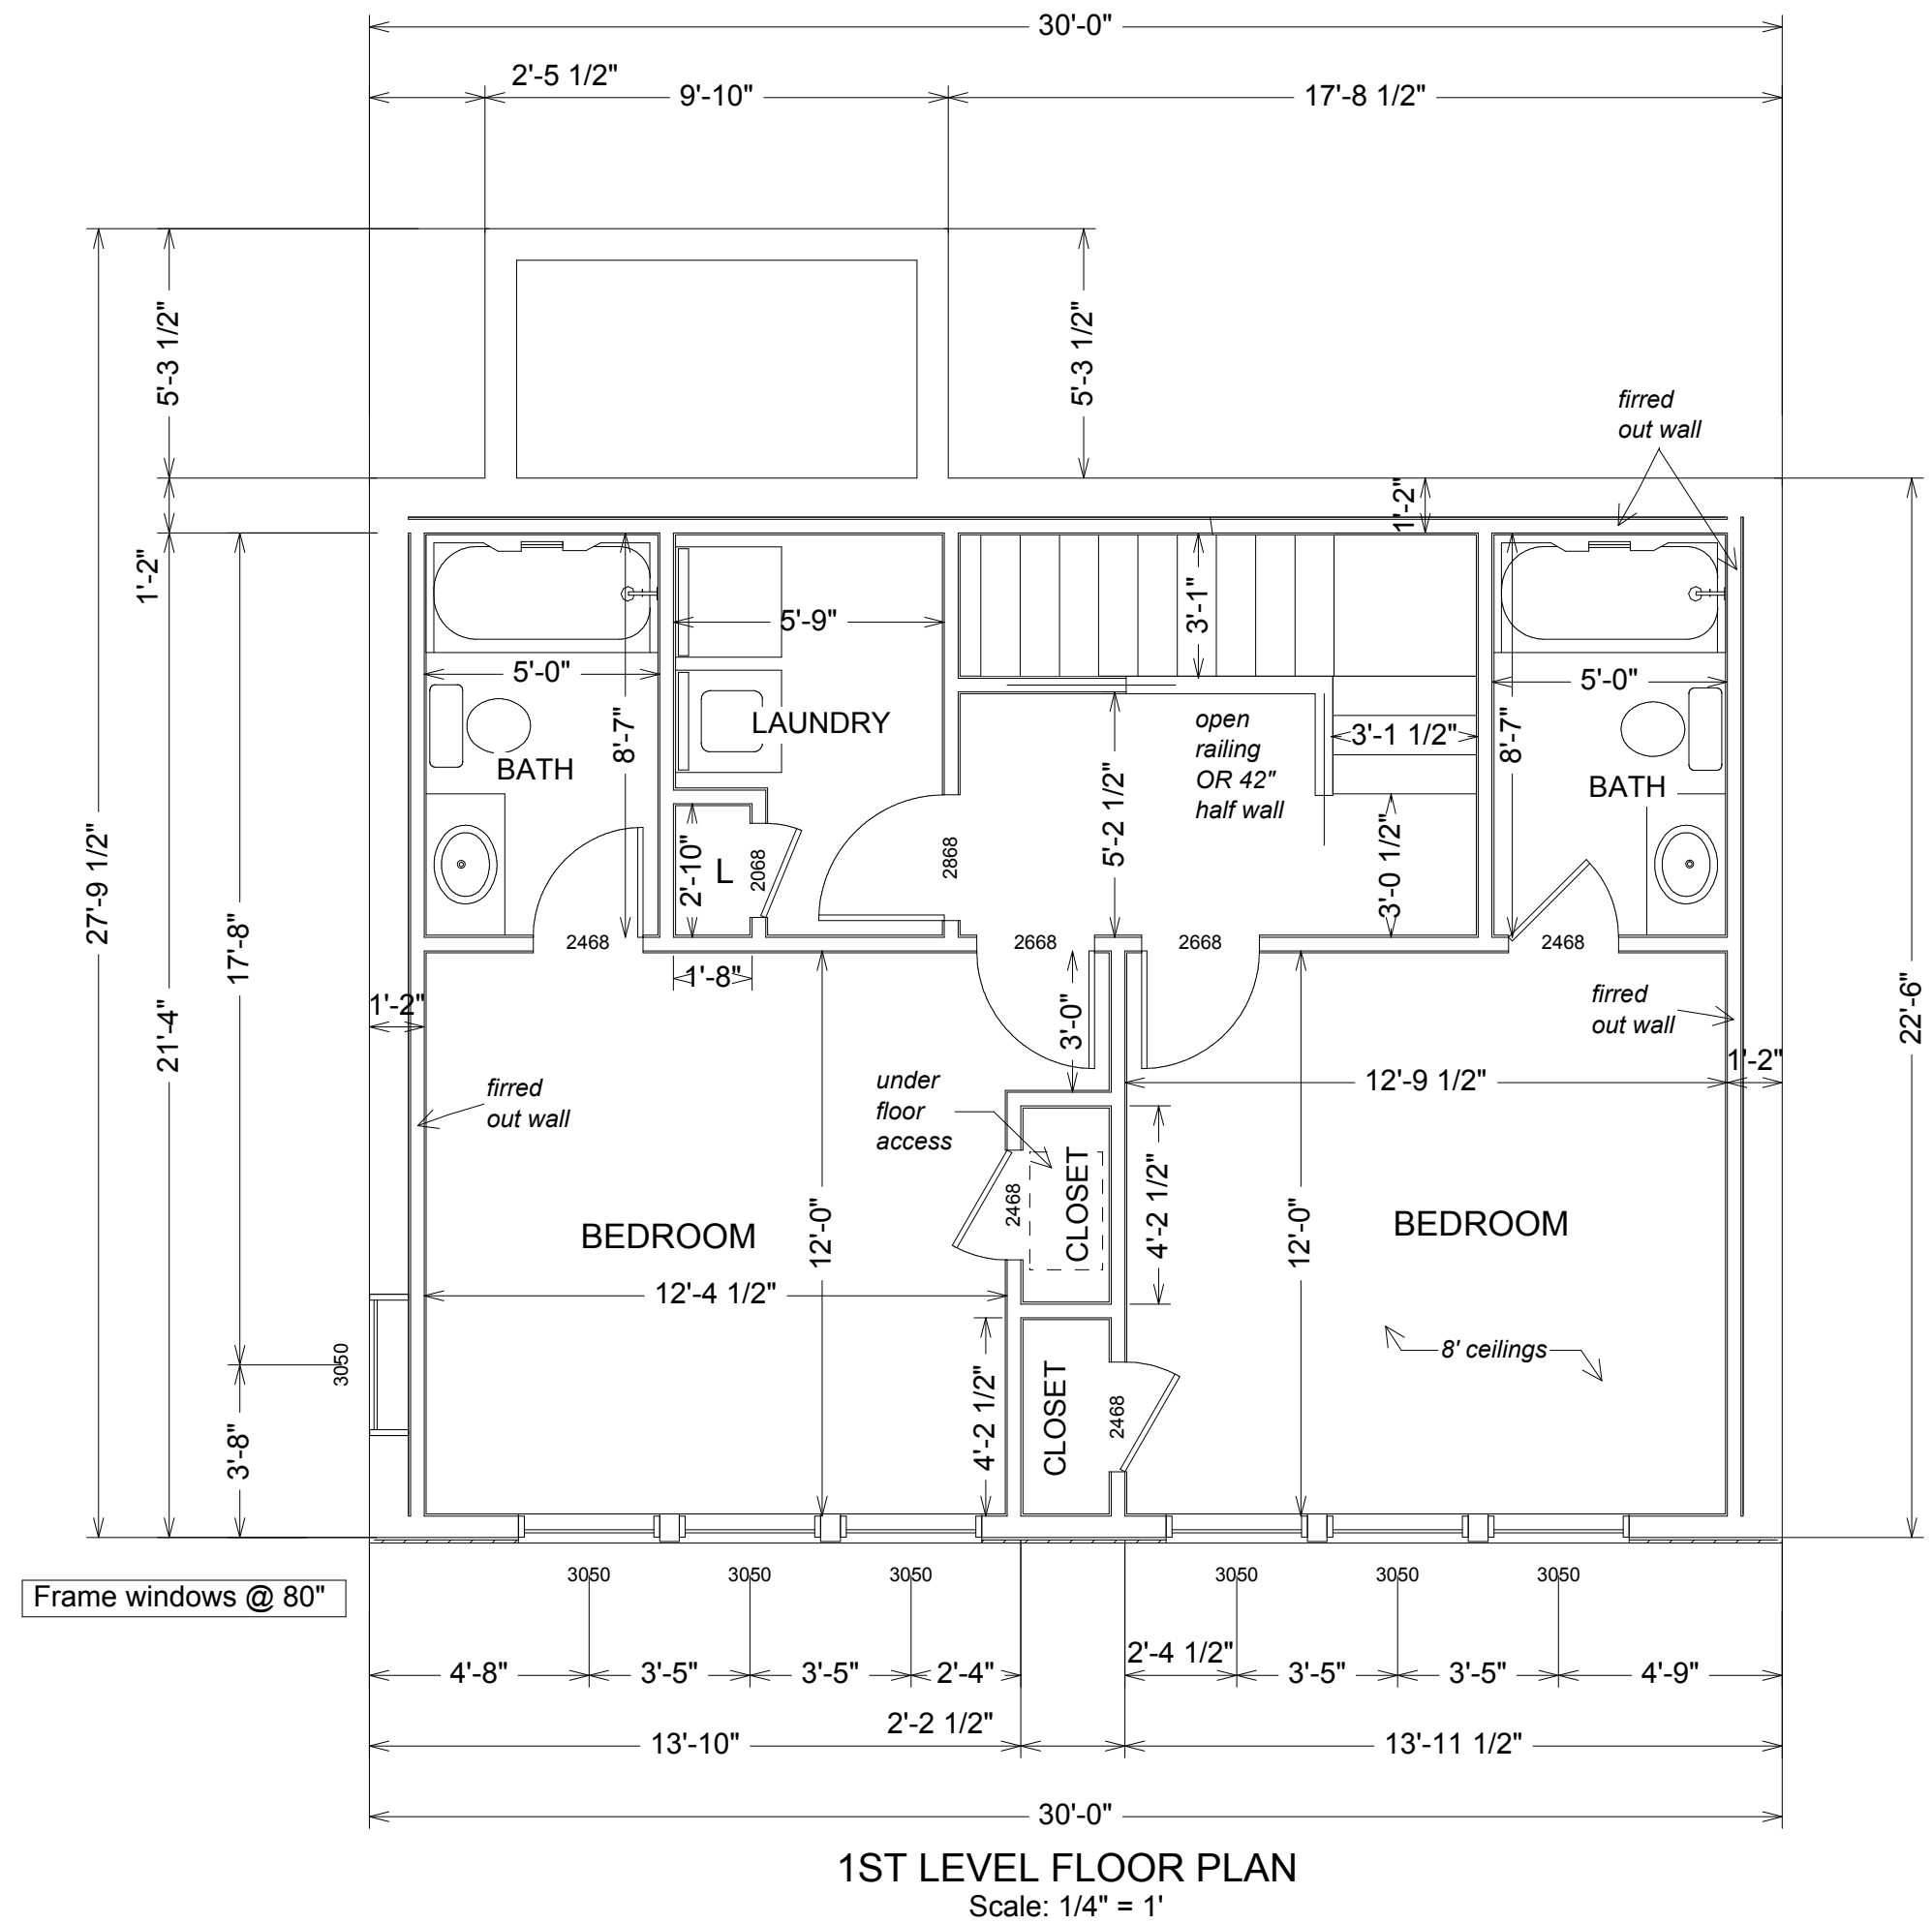 30'-0"
2'-5 1/2"
9'-10"
17'-8 1/2"
5'-3 1/2"
5'-3 1/2"
firred
out wall
1'-2"
1'-2"
5'-9"
3'-1"
5'-0"
5'-0"
LAUNDRY
8'-7"
BATH
open
railing
OR 42"
half wall
3'-1 1/2"
8'-7"
BATH
27'-9 1/2"
17'-8"
21'-4"
2'-10"
L
2068
2868
5'-2 1/2"
3'-0 1/2"
2468
2668
2668
2468
1'-8"
1'-2"
3'-0"
firred
out wall
22'-6"
1'-2"
12'-9 1/2"
firred
out wall
under
floor
access
2468
CLOSET
4'-2 1/2"
BEDROOM
12'-0"
12'-0"
BEDROOM
12'-4 1/2"
8' ceilings
3050
3'-8"
4'-2 1/2"
CLOSET
2468
Frame windows @ 80"
3050
3050
3050
3050
3050
3050
4'-8"
3'-5"
3'-5"
2'-4"
2'-4 1/2"
3'-5"
3'-5"
4'-9"
13'-10"
2'-2 1/2"
13'-11 1/2"
30'-0"
1ST LEVEL FLOOR PLAN
Scale: 1/4" = 1'